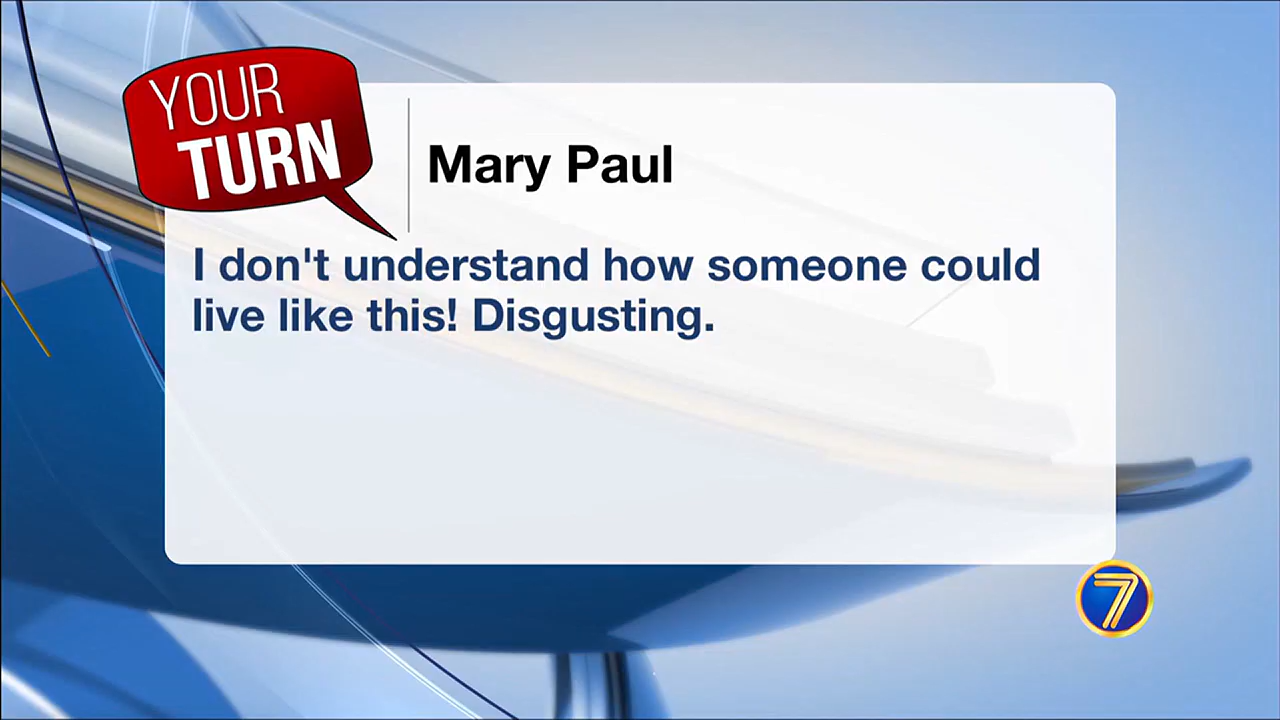 YOUR
TURN
Mary Paul
I don't understand how someone could
live like this! Disgusting.
7